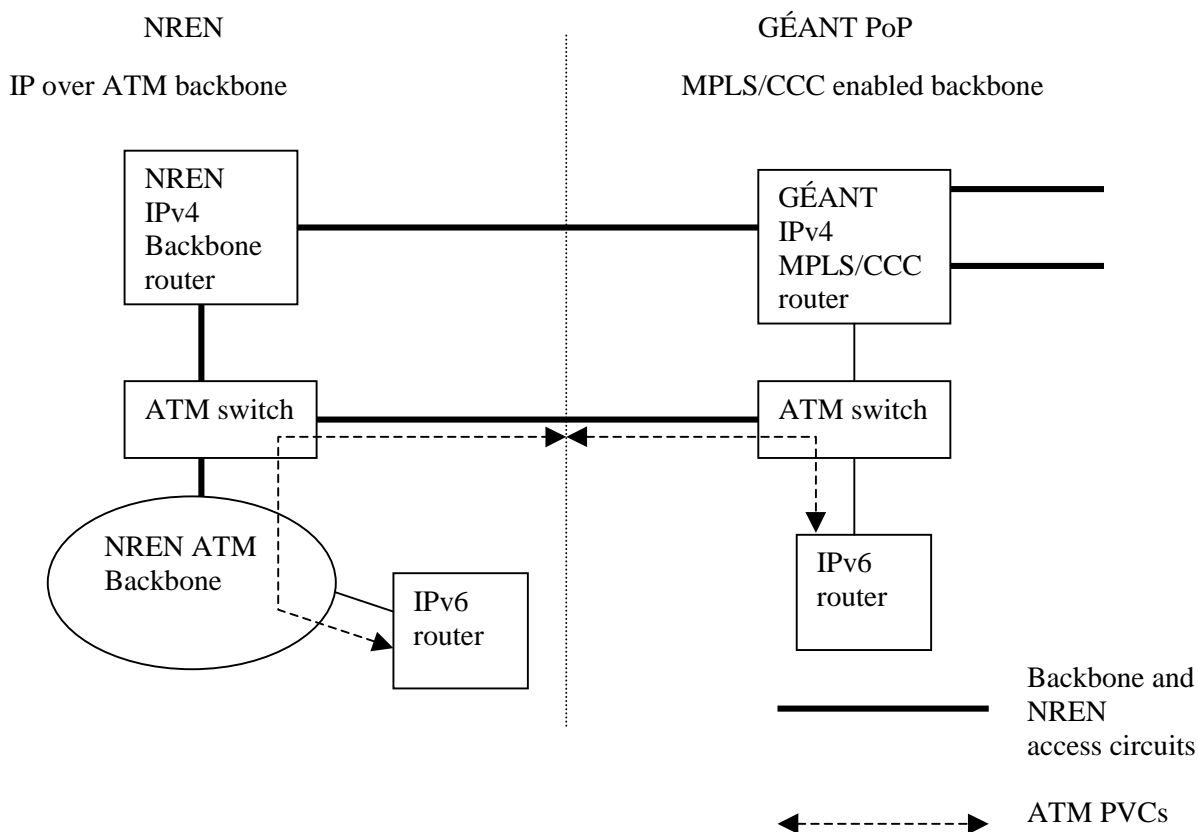 NREN
GÉANT PoP
IP over ATM backbone
MPLS/CCC enabled backbone
NREN
IPv4
Backbone
router
GÉANT
IPv4
MPLS/CCC
router
ATM switch
ATM switch
NREN ATM
Backbone
IPv6
router
IPv6
router
Backbone and
NREN
access circuits
ATM PVCs